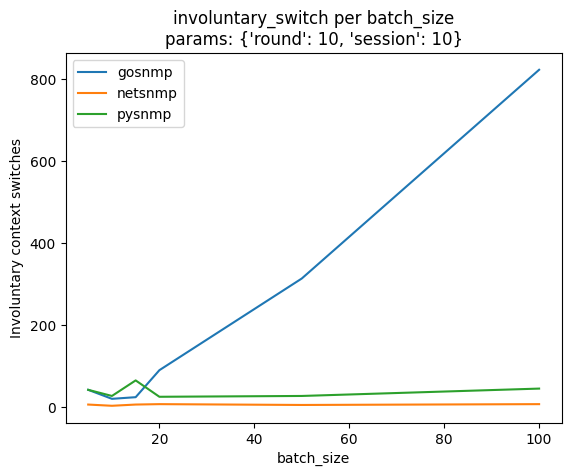 involuntary_switch per batch_size
params: {'round': 10, 'session': 10}
gosnmp
netsnmp
pysnmp
Involuntary context switches
800
600
400
200
0
20 40 60 80 100
batch_size